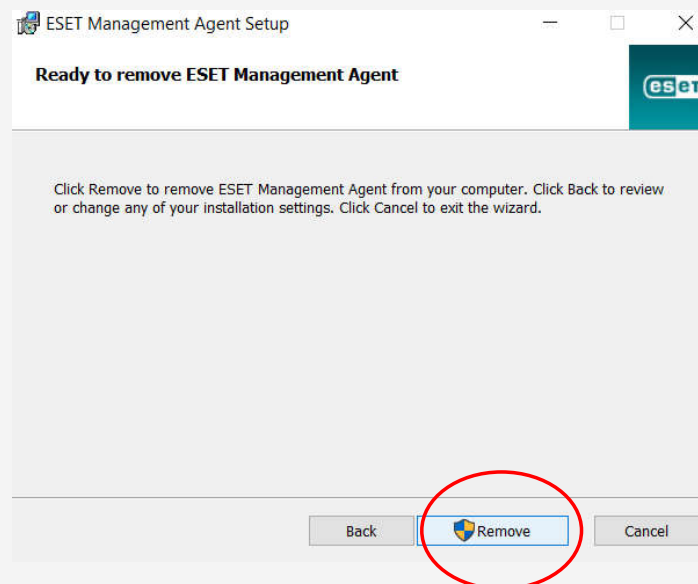 ESET Management Agent Setup
Ready to remove ESET Management Agent
eset
Click Remove to remove ESET Management Agent from your computer. Click Back to review
or change any of your installation settings. Click Cancel to exit the wizard.
Back
Remove
Cancel